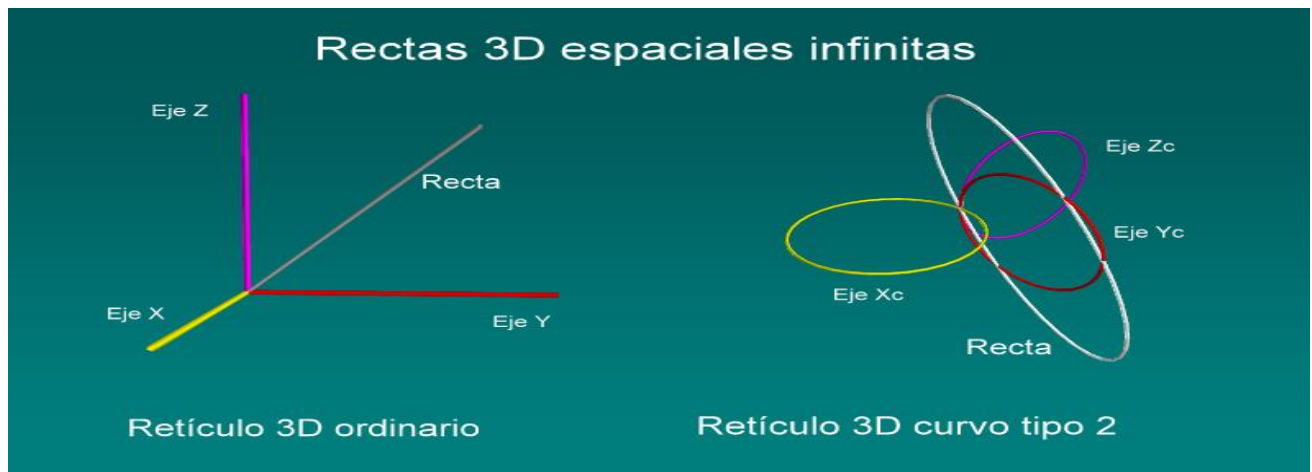 Rectas 3D espaciales infinitas
Eje Z
Recta
Eje X
Eje Y
Retículo 3D ordinario
Eje Zc
Eje Yc
Eje Xc
Recta
Retículo 3D curvo tipo 2